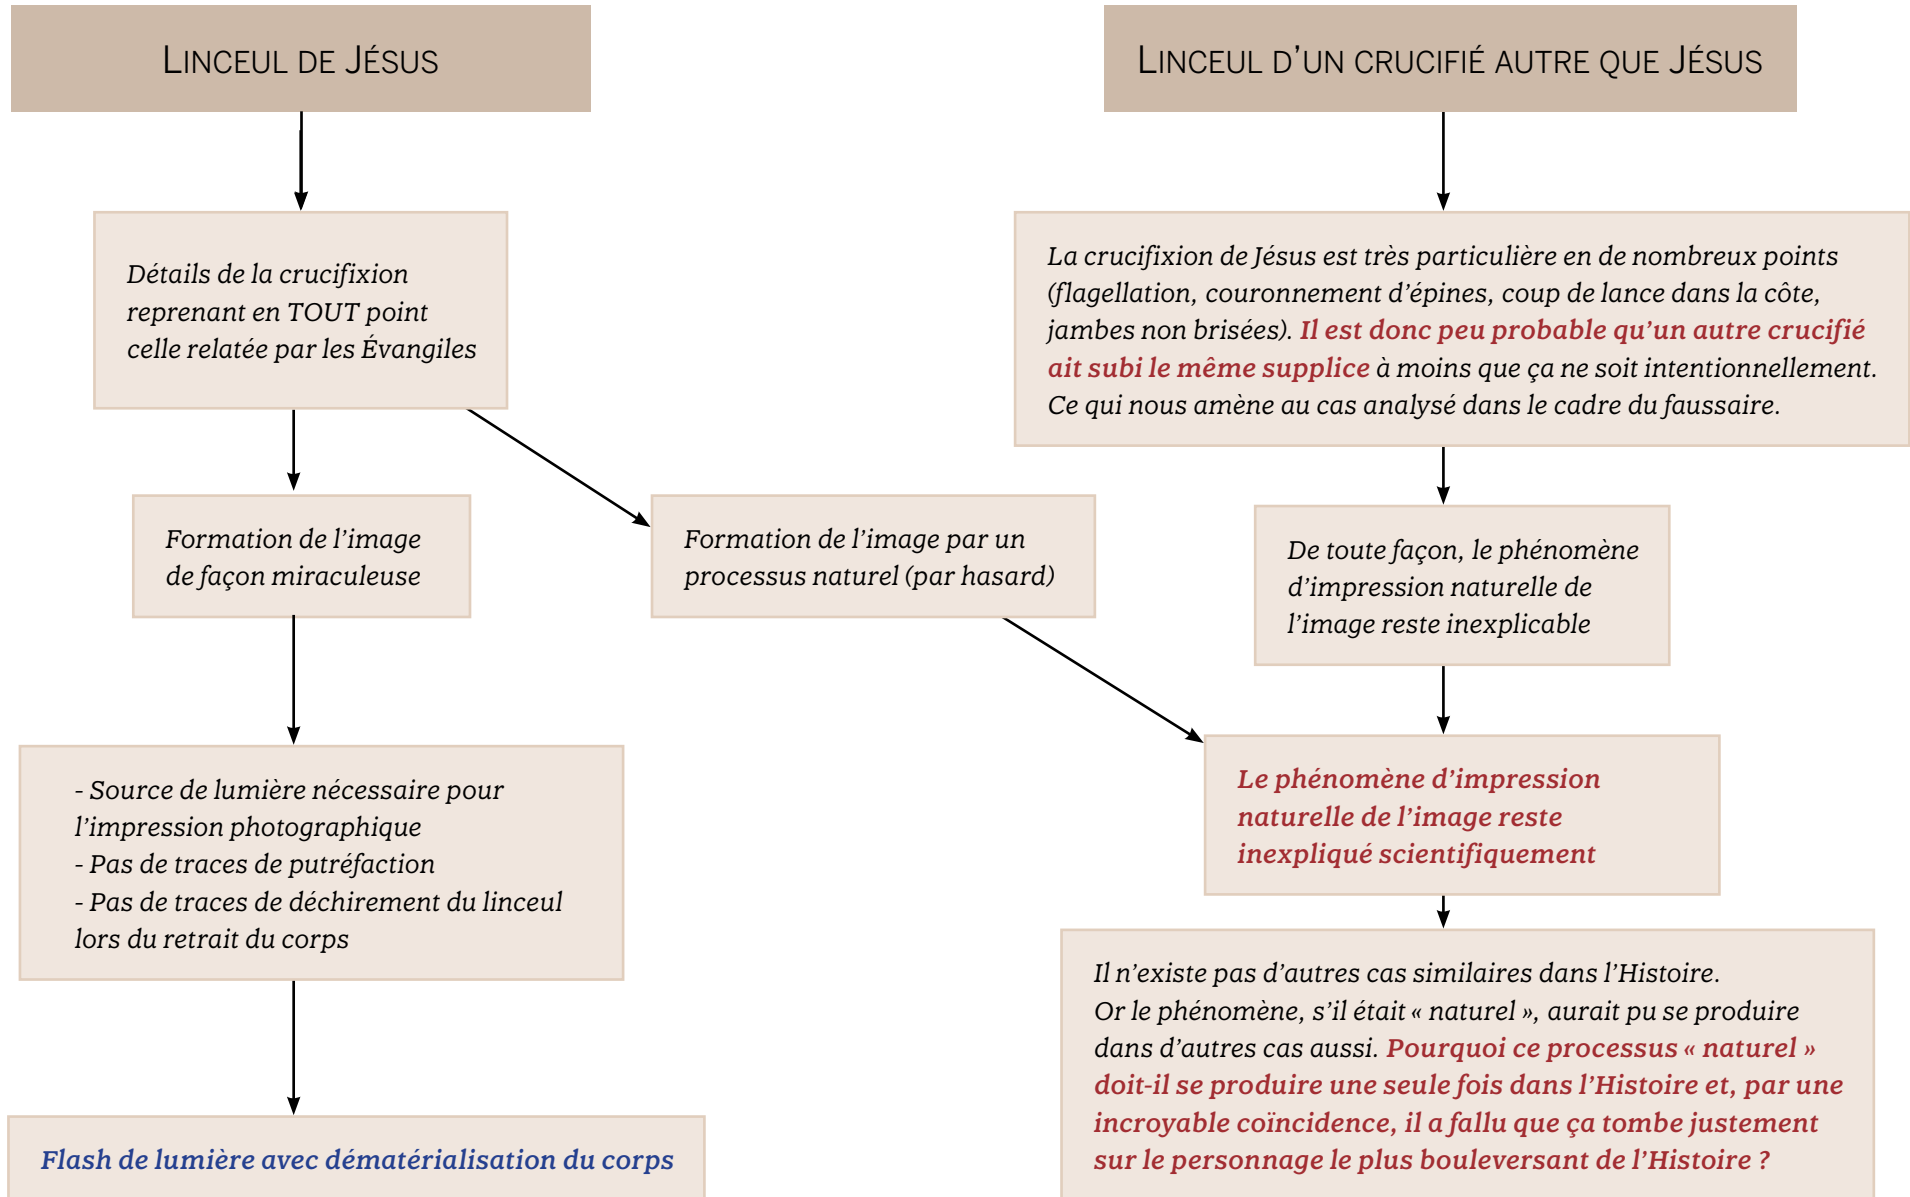 LINCEUL DE JÉSUS
LINCEUL D'UN CRUCIFIÉ AUTRE QUE JÉSUS
Détails de la crucifixion
reprenant en TOUT point
celle relatée par les Évangiles
La crucifixion de Jésus est très particulière en de nombreux points
(flagellation, couronnement d'épines, coup de lance dans la côte,
jambes non brisées). Il est donc peu probable qu'un autre crucifié
ait subi le même supplice à moins que ça ne soit intentionnellement.
Ce qui nous amène au cas analysé dans le cadre du faussaire.
Formation de l'image
de façon miraculeuse
Formation de l'image par un
processus naturel (par hasard)
De toute façon, le phénomène
d'impression naturelle de
l'image reste inexplicable
- Source de lumière nécessaire pour
l'impression photographique
- Pas de traces de putréfaction
- Pas de traces de déchirement du linceul
lors du retrait du corps
Le phénomène d'impression
naturelle de l'image reste
inexpliqué scientifiquement
Flash de lumière avec dématérialisation du corps
Il n'existe pas d'autres cas similaires dans l'Histoire.
Or le phénomène, s'il était « naturel », aurait pu se produire
dans d'autres cas aussi. Pourquoi ce processus « naturel »
doit-il se produire une seule fois dans l'Histoire et, par une
incroyable coïncidence, il a fallu que ça tombe justement
sur le personnage le plus bouleversant de l'Histoire ?